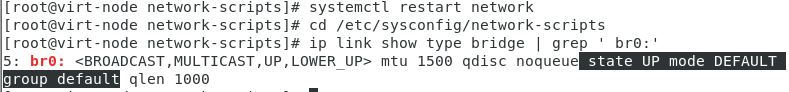 [root@virt-node network-scripts]# systemctl restart network
[root@virt-node network-scripts]# cd /etc/sysconfig/network-scripts
[root@virt-node network-scripts]# ip link show type bridge | grep ' br0:'
5: br0: <BROADCAST,MULTICAST,UP,LOWER_UP> mtu 1500 qdisc noqueue state UP mode DEFAULT
group default qlen 1000